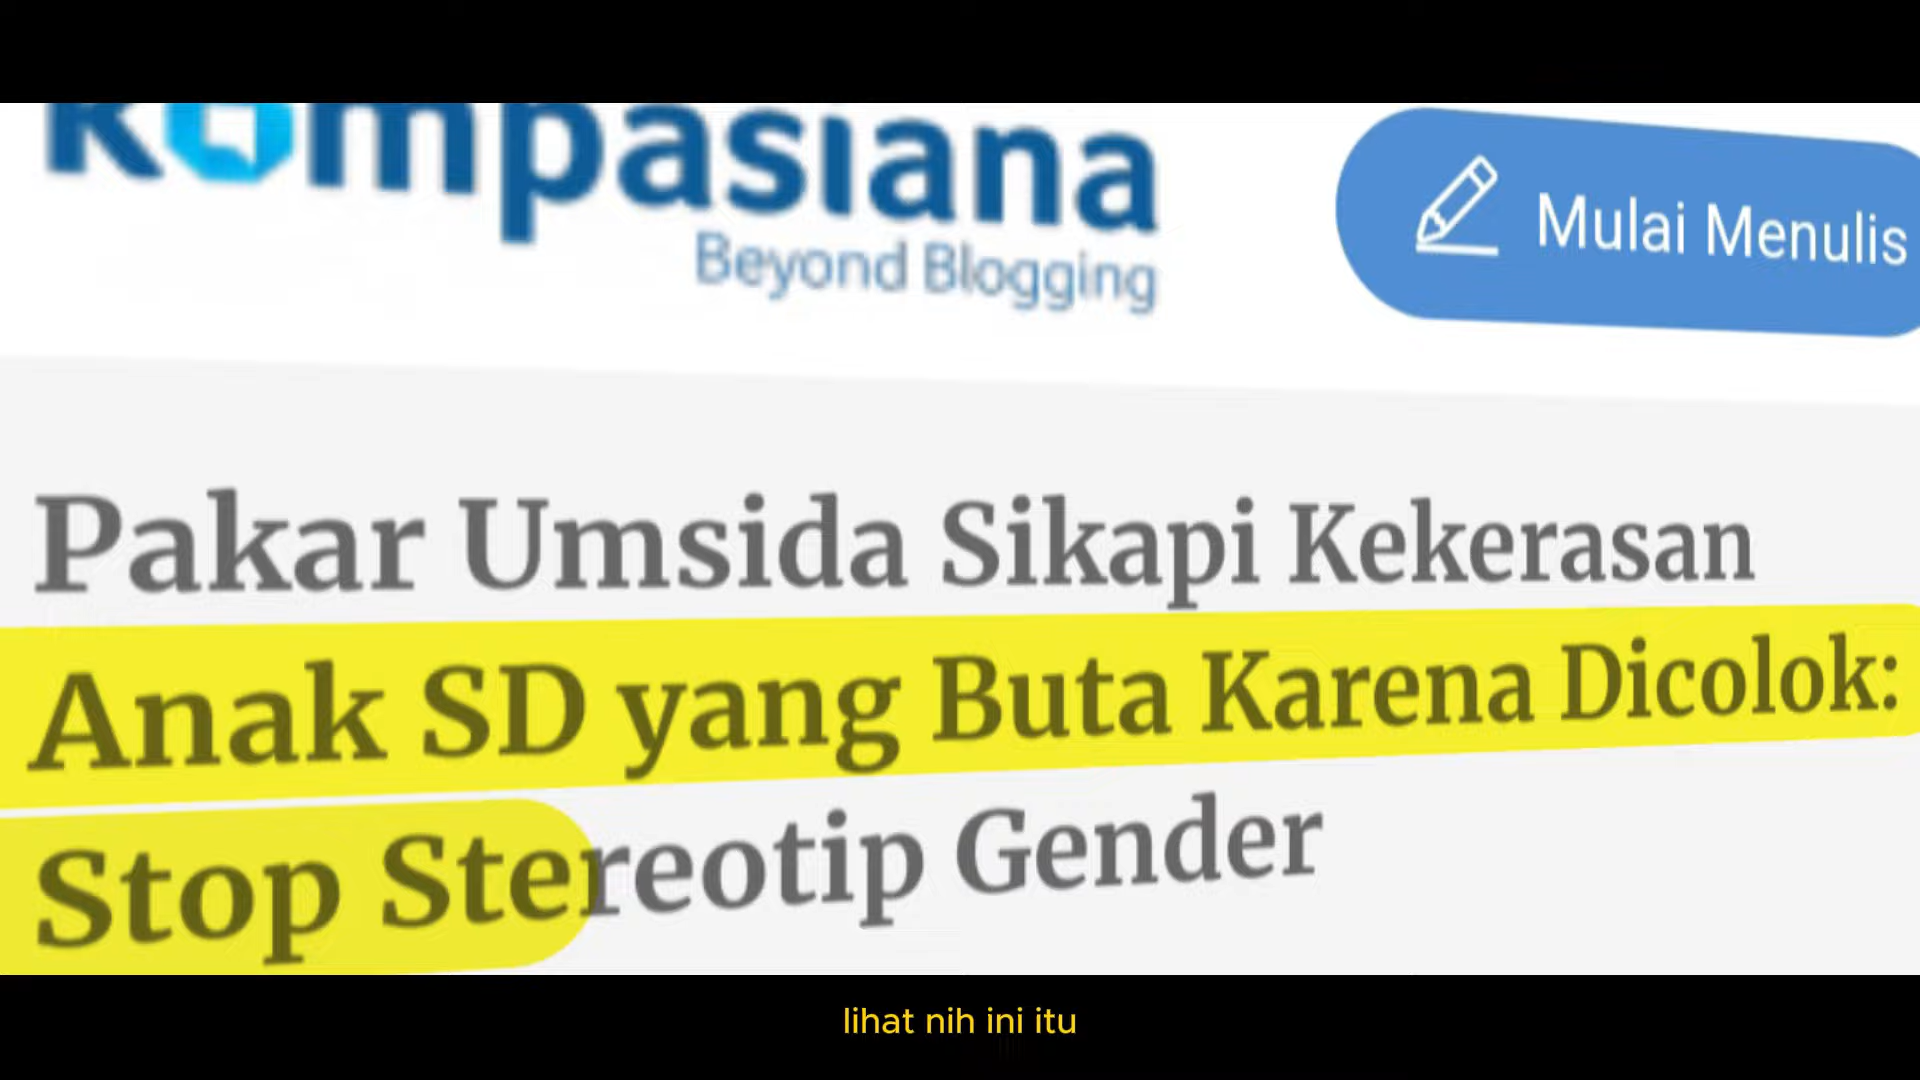 kompasiana
Beyond Blogging
Mulai Menulis
Pakar Umsida Sikapi Kekerasan
Anak SD yang Buta Karena Dicolok:
Stop Stereotip Gender
lihat nih ini itu